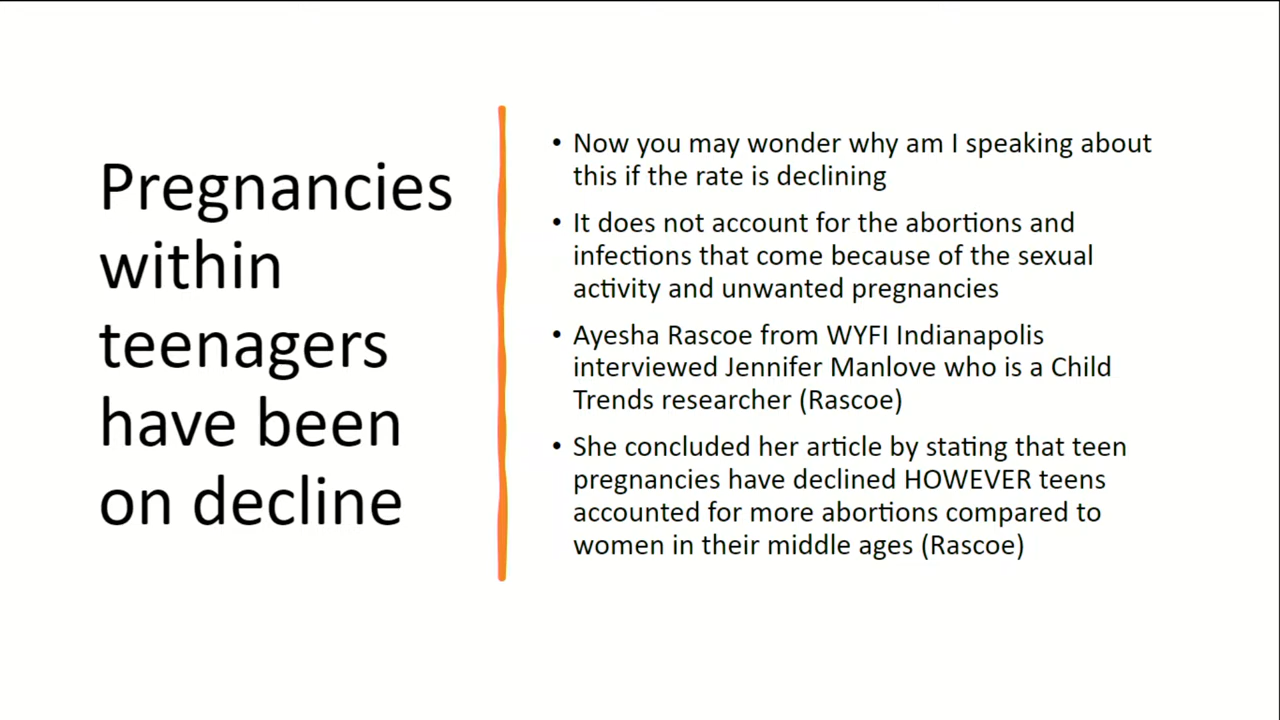 Pregnancies
within
teenagers
have been
on decline
• Now you may wonder why am I speaking about
this if the rate is declining
• It does not account for the abortions and
infections that come because of the sexual
activity and unwanted pregnancies
• Ayesha Rascoe from WYFI Indianapolis
interviewed Jennifer Manlove who is a Child
Trends researcher (Rascoe)
• She concluded her article by stating that teen
pregnancies have declined HOWEVER teens
accounted for more abortions compared to
women in their middle ages (Rascoe)